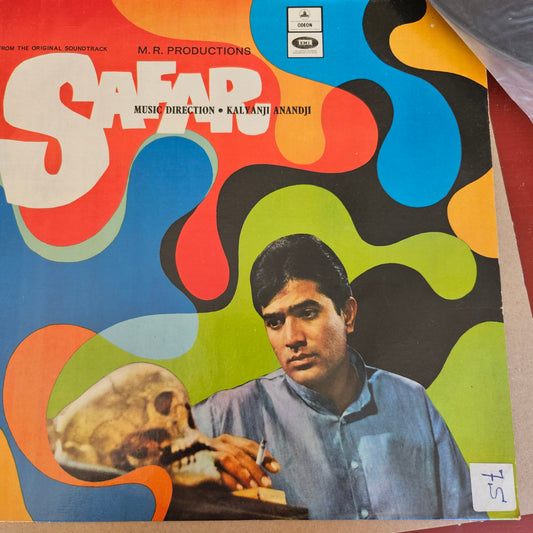 FROM THE ORIGINAL SOUNDTRACK
M. R. PRODUCTIONS
ODEON
EMI
SAFAR
MUSIC DIRECTION • KALYANJI ANANDJI